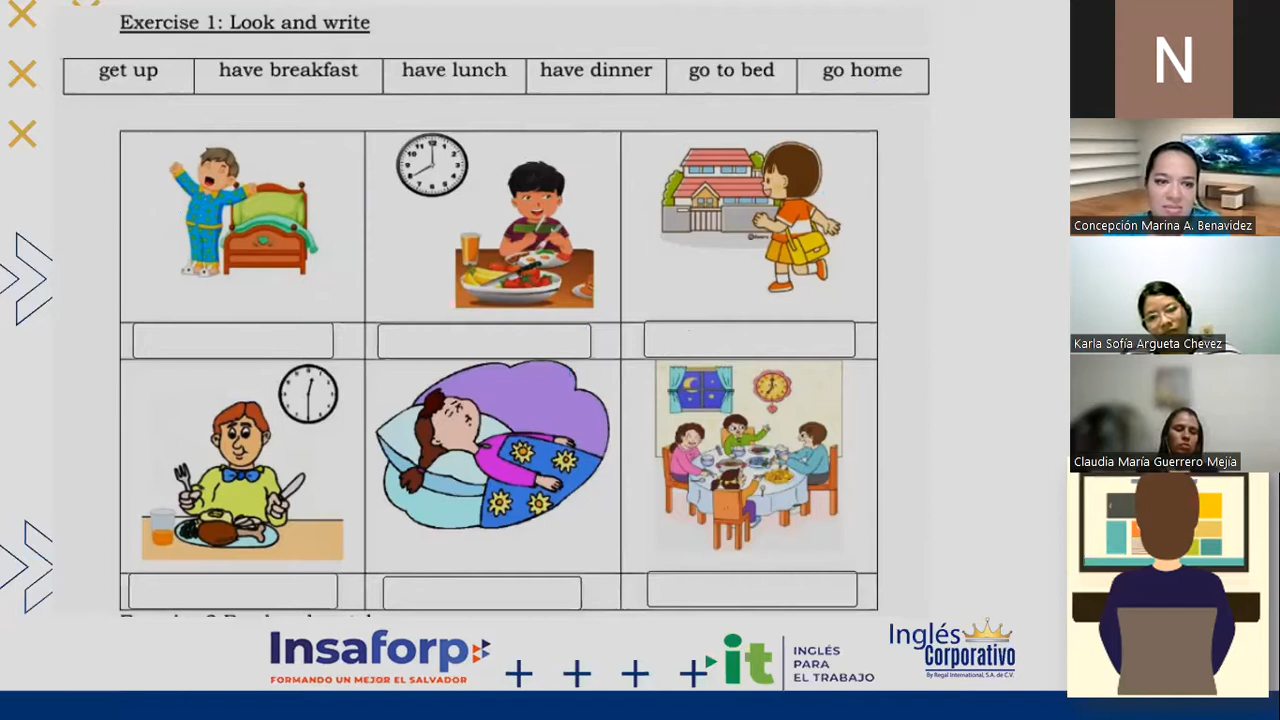 Exercise 1: Look and write
get up have breakfast have lunch have dinner go to bed go home
N
Concepción Marina A. Benavidez
Karla Sofía Argueta Chevez
Claudia María Guerrero Mejía
Insaforp
FORMANDO UN MEJOR EL SALVADOR
it
INGLÉS
PARA
EL TRABAJO
Inglés
Corporativo
By Regal International, S.A. de C.V.